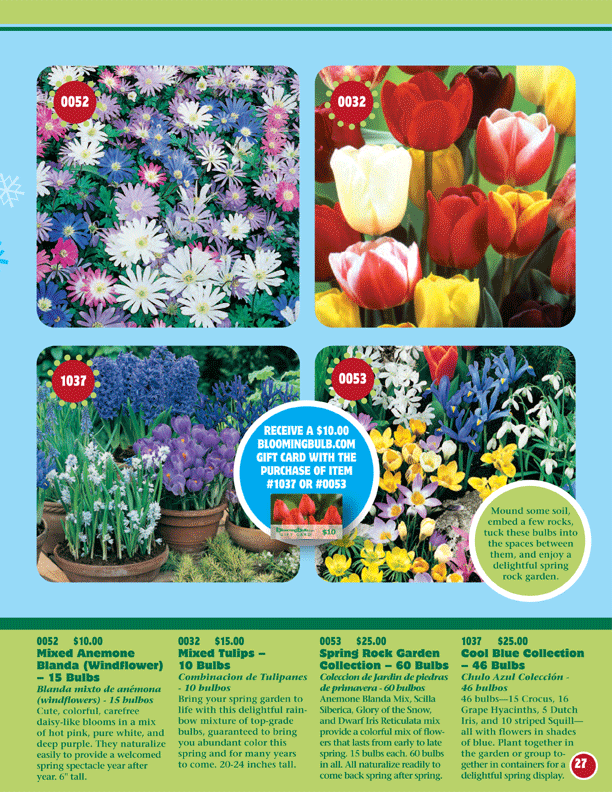 0052
0032
1037
0053
RECEIVE A $10.00
BLOOMINGBULB.COM
GIFT CARD WITH THE
PURCHASE OF ITEM
#1037 OR #0053
BloomingBulb.com
GIFT CARD
$10
Mound some soil,
embed a few rocks,
tuck these bulbs into
the spaces between
them, and enjoy a
delightful spring
rock garden.
0052 $10.00
Mixed Anemone
Blanda (Windflower)
– 15 Bulbs
Blanda mixto de anémona
(windflowers) - 15 bulbos
Cute, colorful, carefree
daisy-like blooms in a mix
of hot pink, pure white, and
deep purple. They naturalize
easily to provide a welcomed
spring spectacle year after
year. 6" tall.
0032 $15.00
Mixed Tulips –
10 Bulbs
Combinacion de Tulipanes
- 10 bulbos
Bring your spring garden to
life with this delightful rain-
bow mixture of top-grade
bulbs, guaranteed to bring
you abundant color this
spring and for many years
to come. 20-24 inches tall.
0053 $25.00
Spring Rock Garden
Collection – 60 Bulbs
Coleccion de Jardin de piedras
de primavera - 60 bulbos
Anemone Blanda Mix, Scilla
Siberica, Glory of the Snow,
and Dwarf Iris Reticulata mix
provide a colorful mix of flow-
ers that lasts from early to late
spring. 15 bulbs each. 60 bulbs
in all. All naturalize readily to
come back spring after spring.
1037 $25.00
Cool Blue Collection
– 46 Bulbs
Chulo Azul Colección -
46 bulbos
46 bulbs—15 Crocus, 16
Grape Hyacinths, 5 Dutch
Iris, and 10 striped Squill—
all with flowers in shades
of blue. Plant together in
the garden or group to-
gether in containers for a
delightful spring display.
27